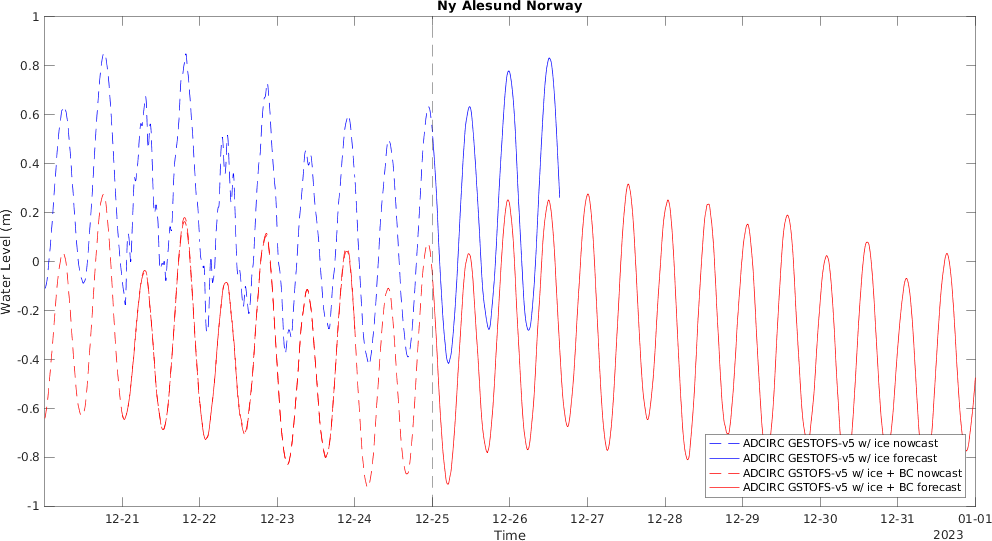 Ny Alesund Norway
1
0.8
0.6
0.4
0.2
0
-0.2
-0.4
-0.6
-0.8
-1
Water Level (m)
ADCIRC GESTOFS-v5 w/ ice nowcast
ADCIRC GESTOFS-v5 w/ ice forecast
ADCIRC GSTOFS-v5 w/ ice + BC nowcast
ADCIRC GSTOFS-v5 w/ ice + BC forecast
12-21 12-22 12-23 12-24 12-25 12-26 12-27 12-28 12-29 12-30 12-31 01-01
Time
2023